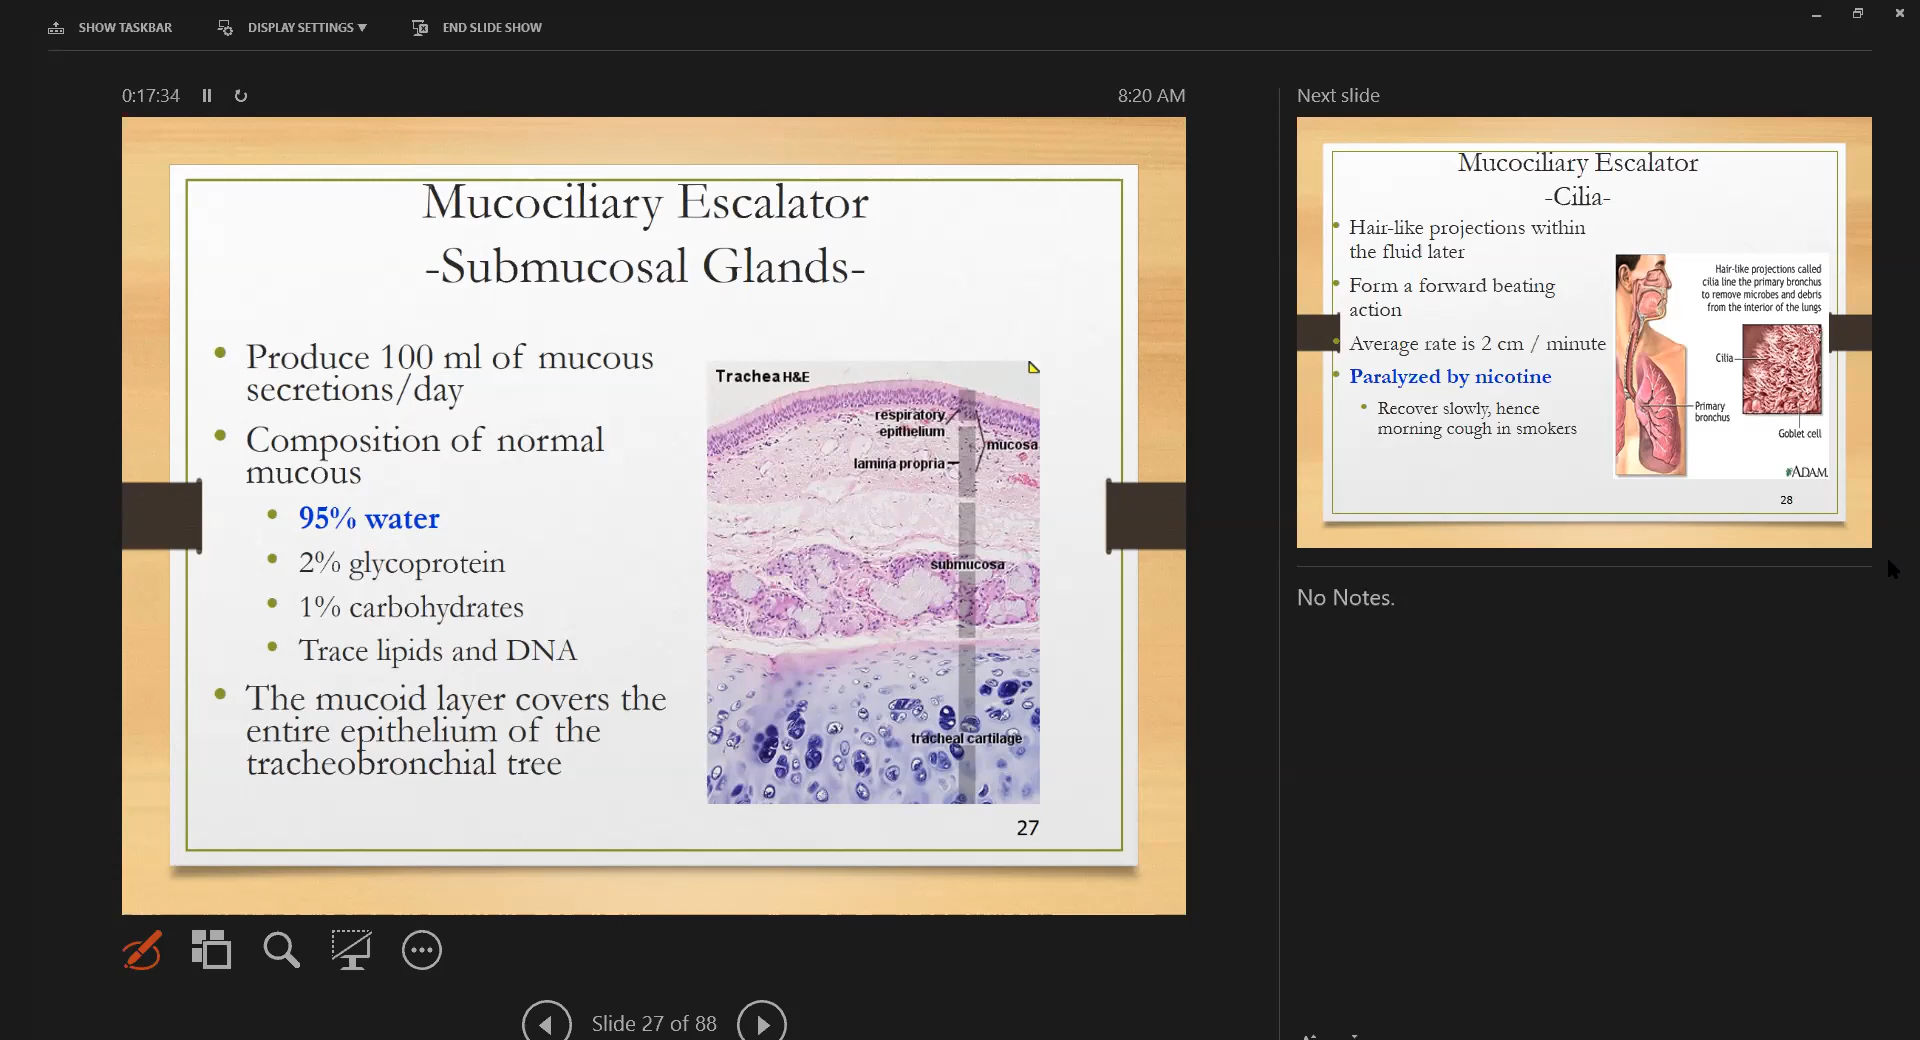 SHOW TASKBAR
DISPLAY SETTINGS ▼
END SLIDE SHOW
0:17:34
8:20 AM
Next slide
Mucociliary Escalator
-Submucosal Glands-
• Produce 100 ml of mucous
secretions/day
• Composition of normal
mucous
• 95% water
• 2% glycoprotein
• 1% carbohydrates
• Trace lipids and DNA
• The mucoid layer covers the
entire epithelium of the
tracheobronchial tree
Trachea H&E
respiratory
epithelium
mucosa
lamina propria
submucosa
tracheal cartilage
27
Mucociliary Escalator
-Cilia-
• Hair-like projections within
the fluid later
• Form a forward beating
action
• Average rate is 2 cm / minute
• Paralyzed by nicotine
• Recover slowly, hence
morning cough in smokers
Hair-like projections called
cilia line the primary bronchus
to remove microbes and debris
from the interior of the lungs
Cilia
Primary
bronchus
Goblet cell
ADAM.
28
No Notes.
Slide 27 of 88